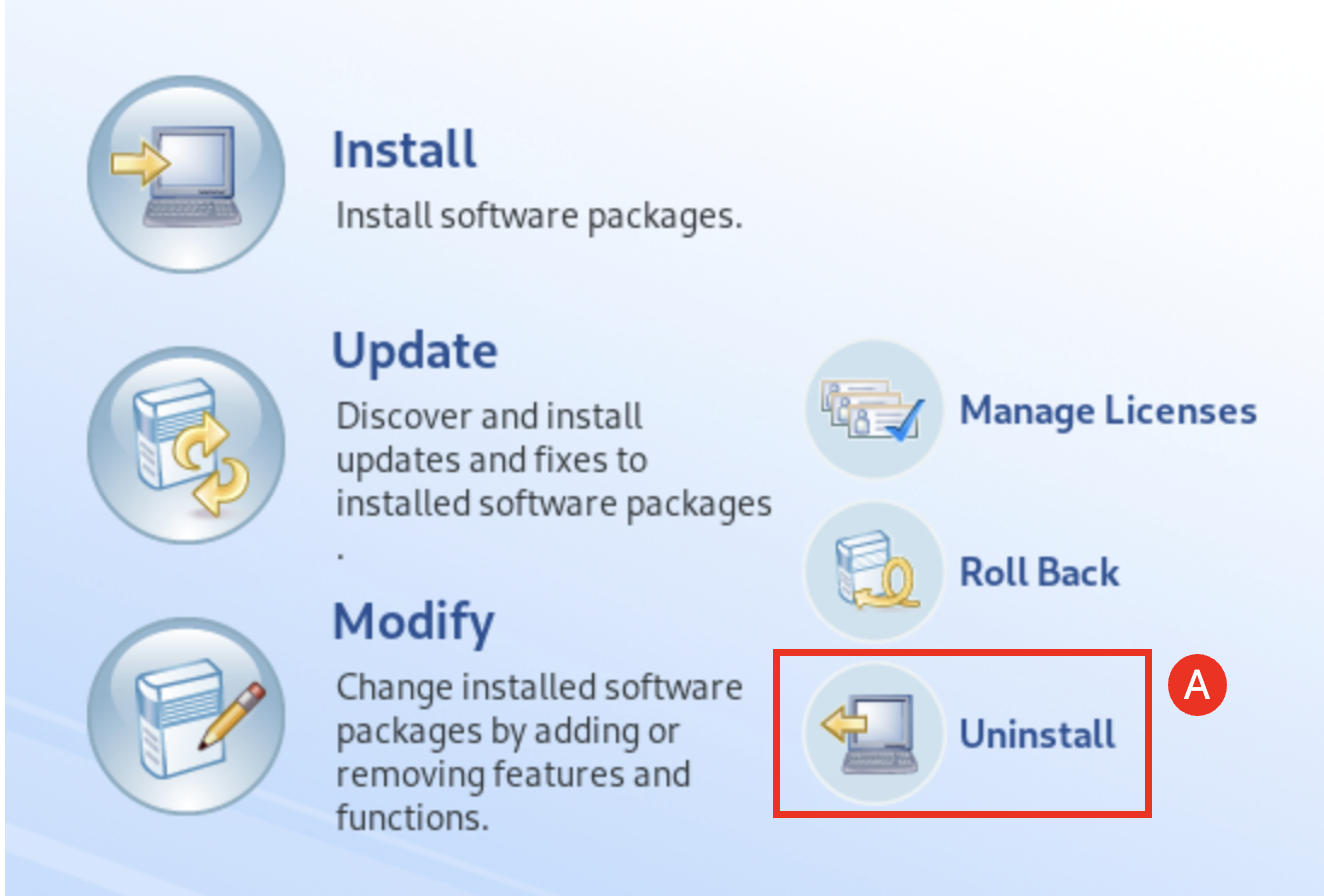 Install
Install software packages.
Update
Discover and install
updates and fixes to
installed software packages
.
Modify
Change installed software
packages by adding or
removing features and
functions.
Manage Licenses
Roll Back
Uninstall
A